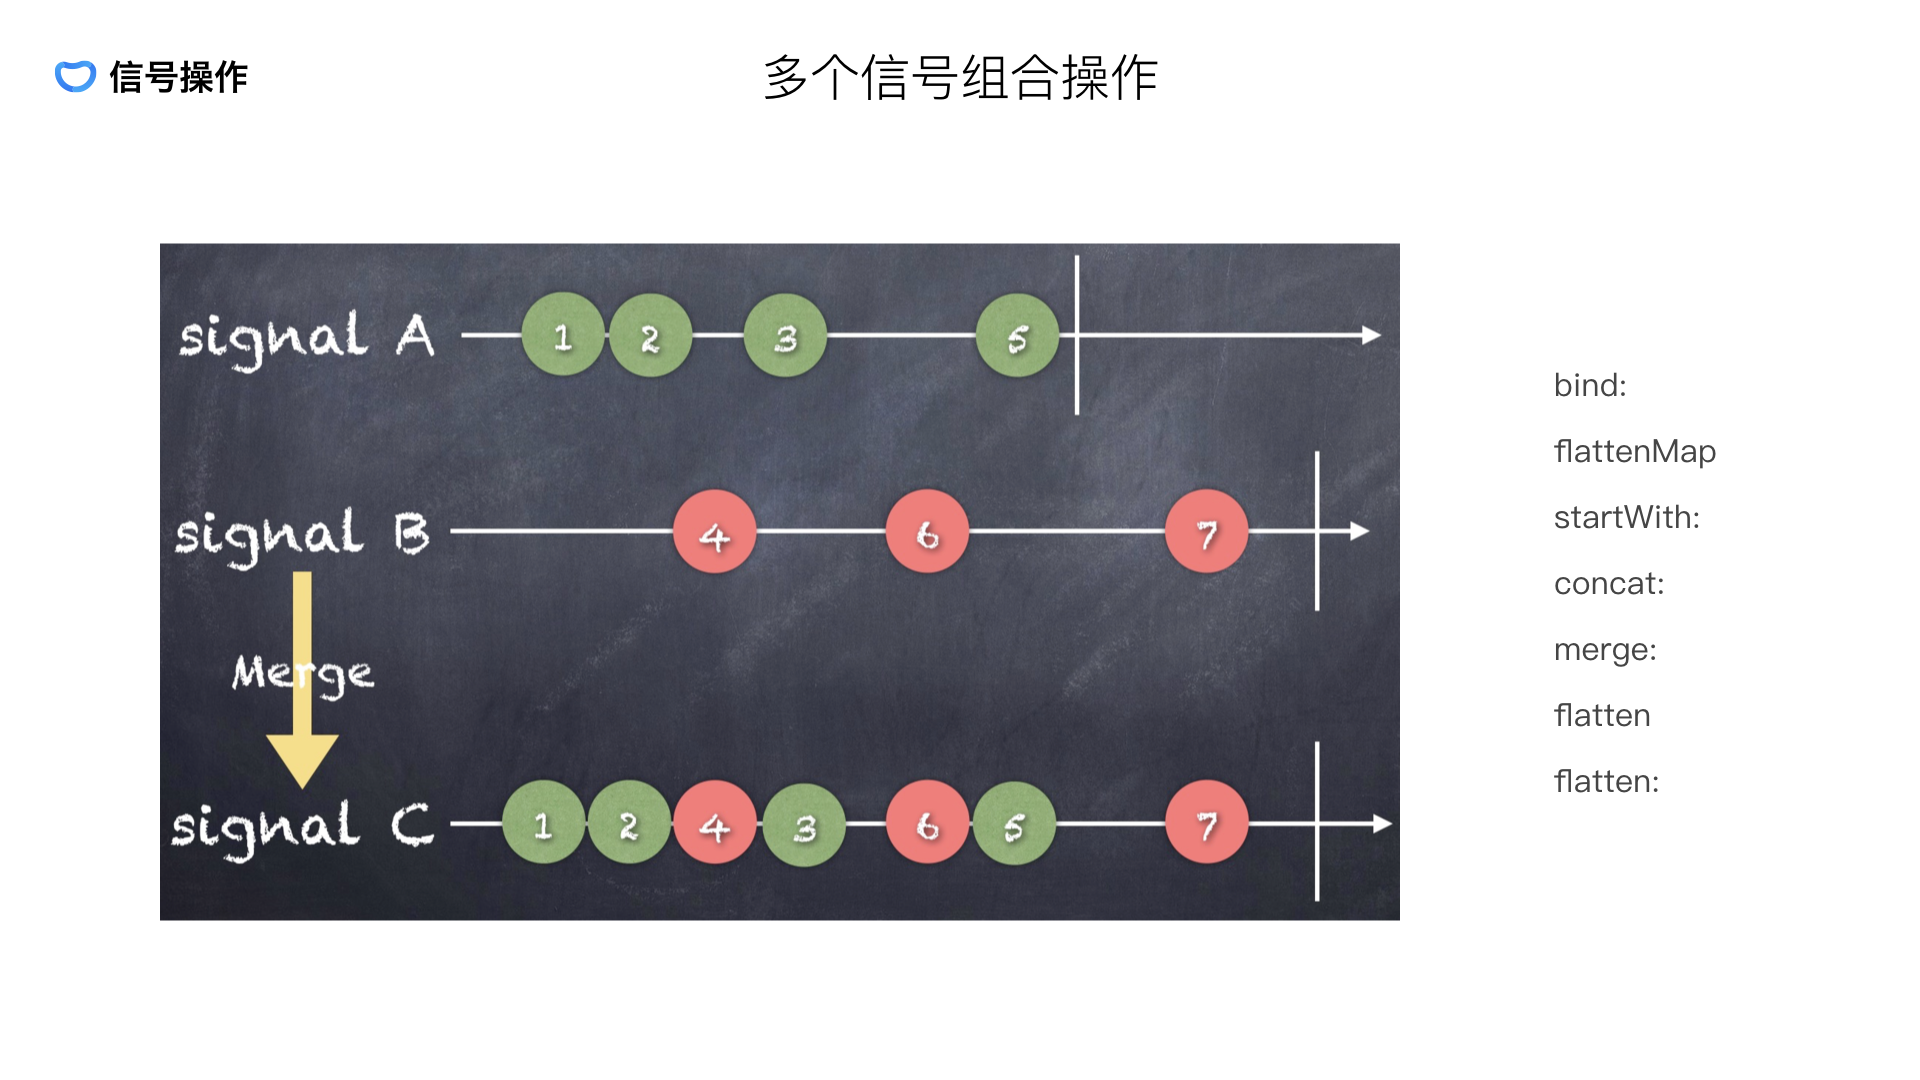 信号操作
多个信号组合操作
signal A 1 2 3 5
signal B 4 6 7
Merge
signal C 1 2 4 3 6 5 7
bind:
flattenMap
startWith:
concat:
merge:
flatten
flatten: